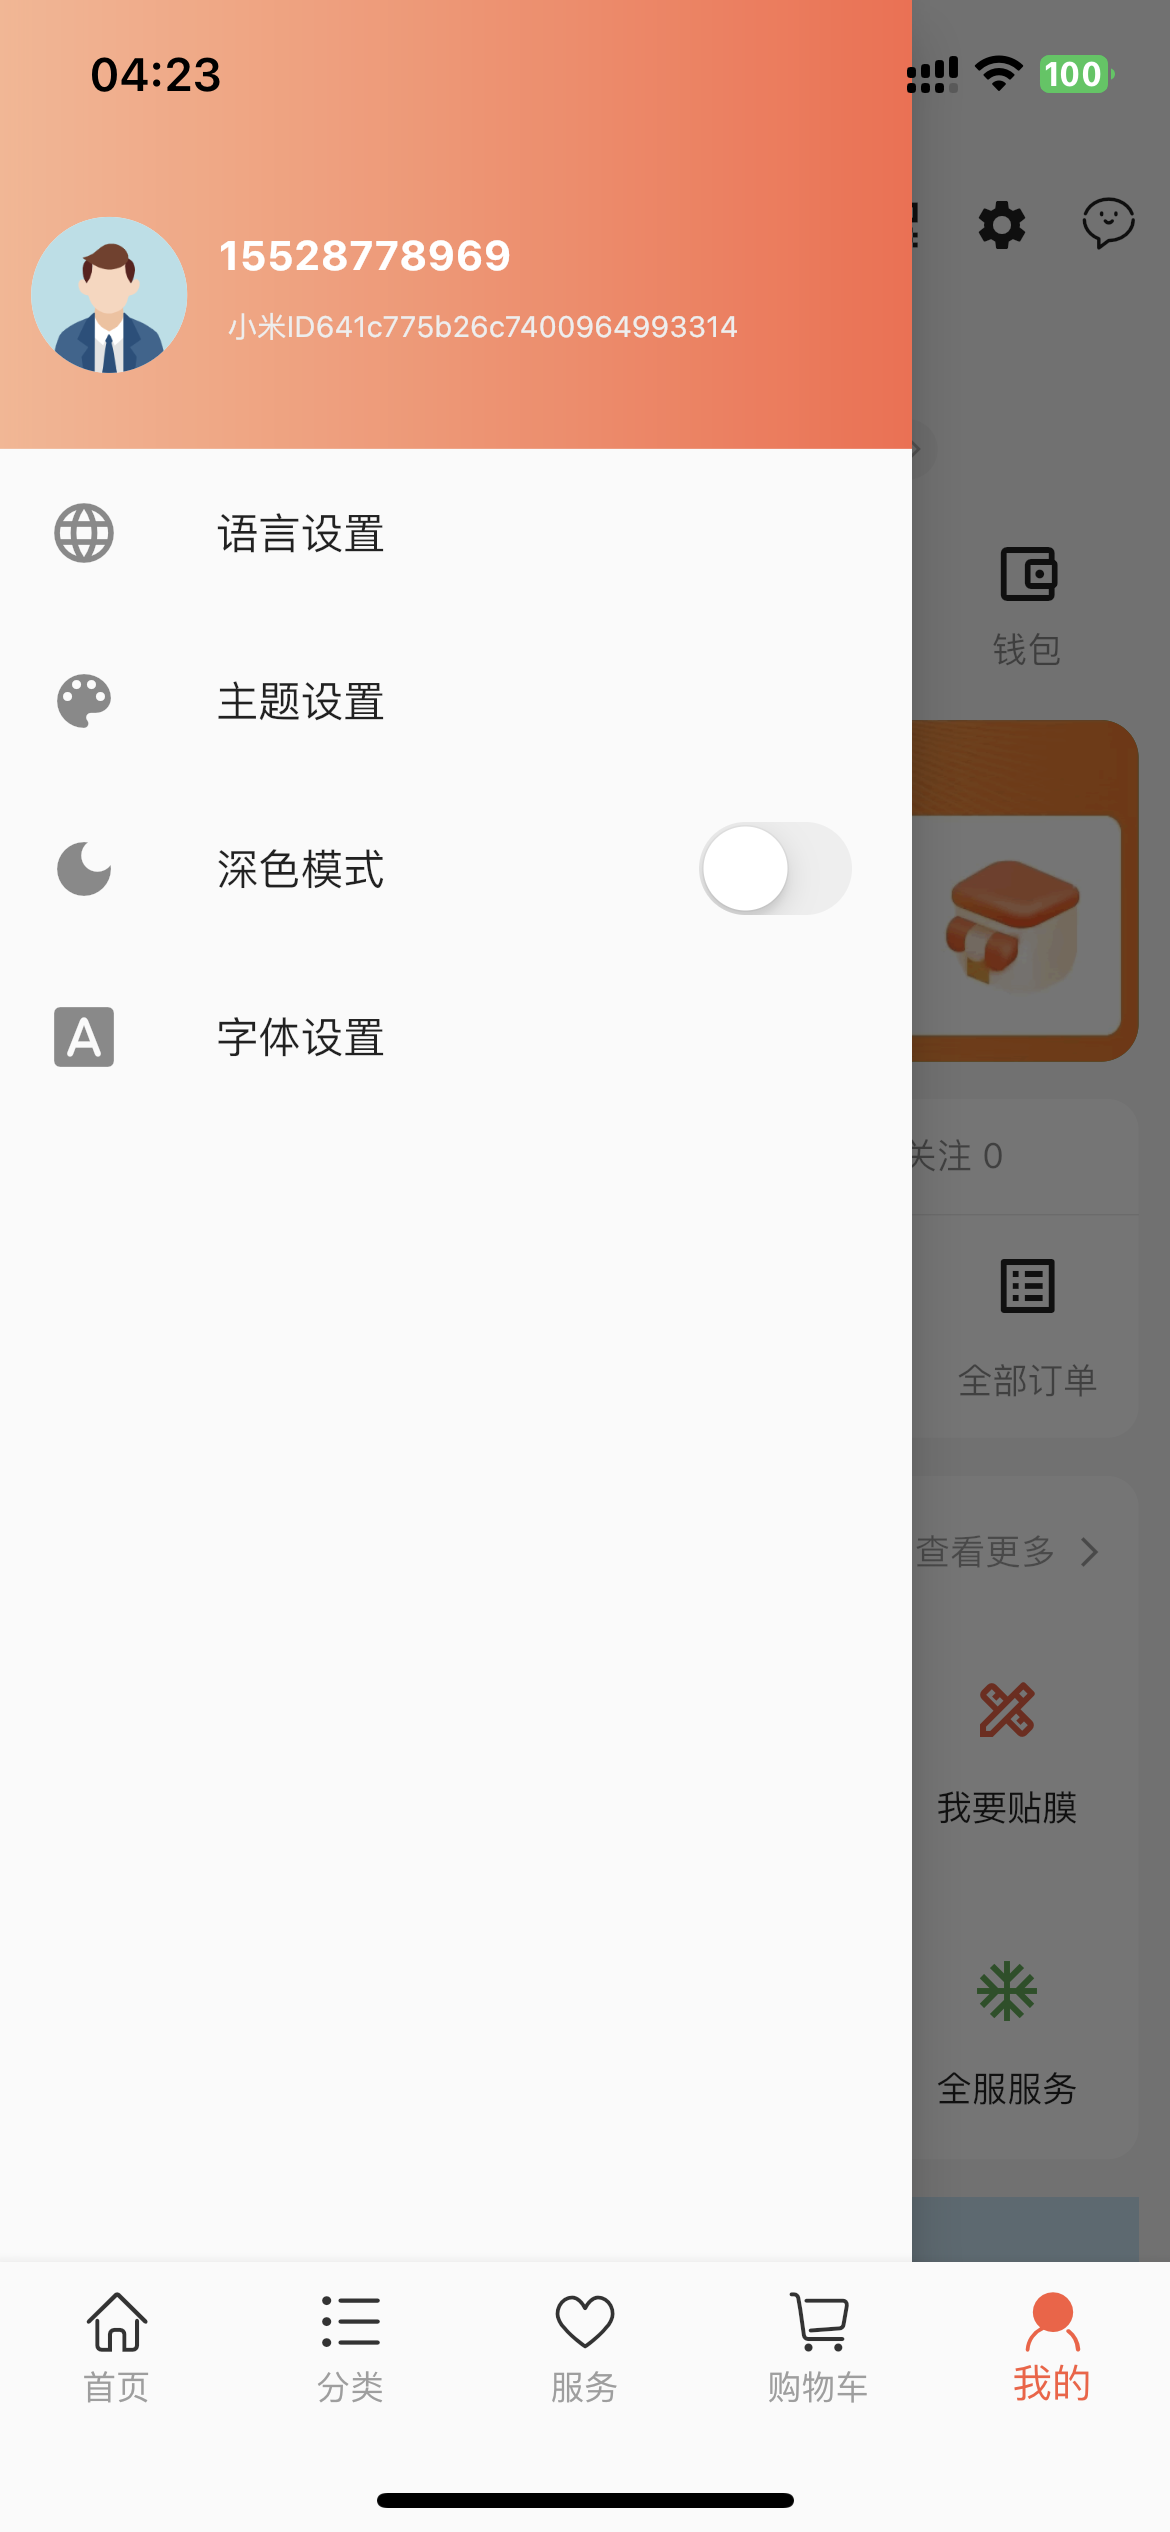 04:23
100
15528778969
小米ID641c775b26c7400964993314
语言设置
钱包
主题设置
深色模式
A
字体设置
关注 0
全部订单
查看更多
我要贴膜
全服服务
首页
分类
服务
购物车
我的